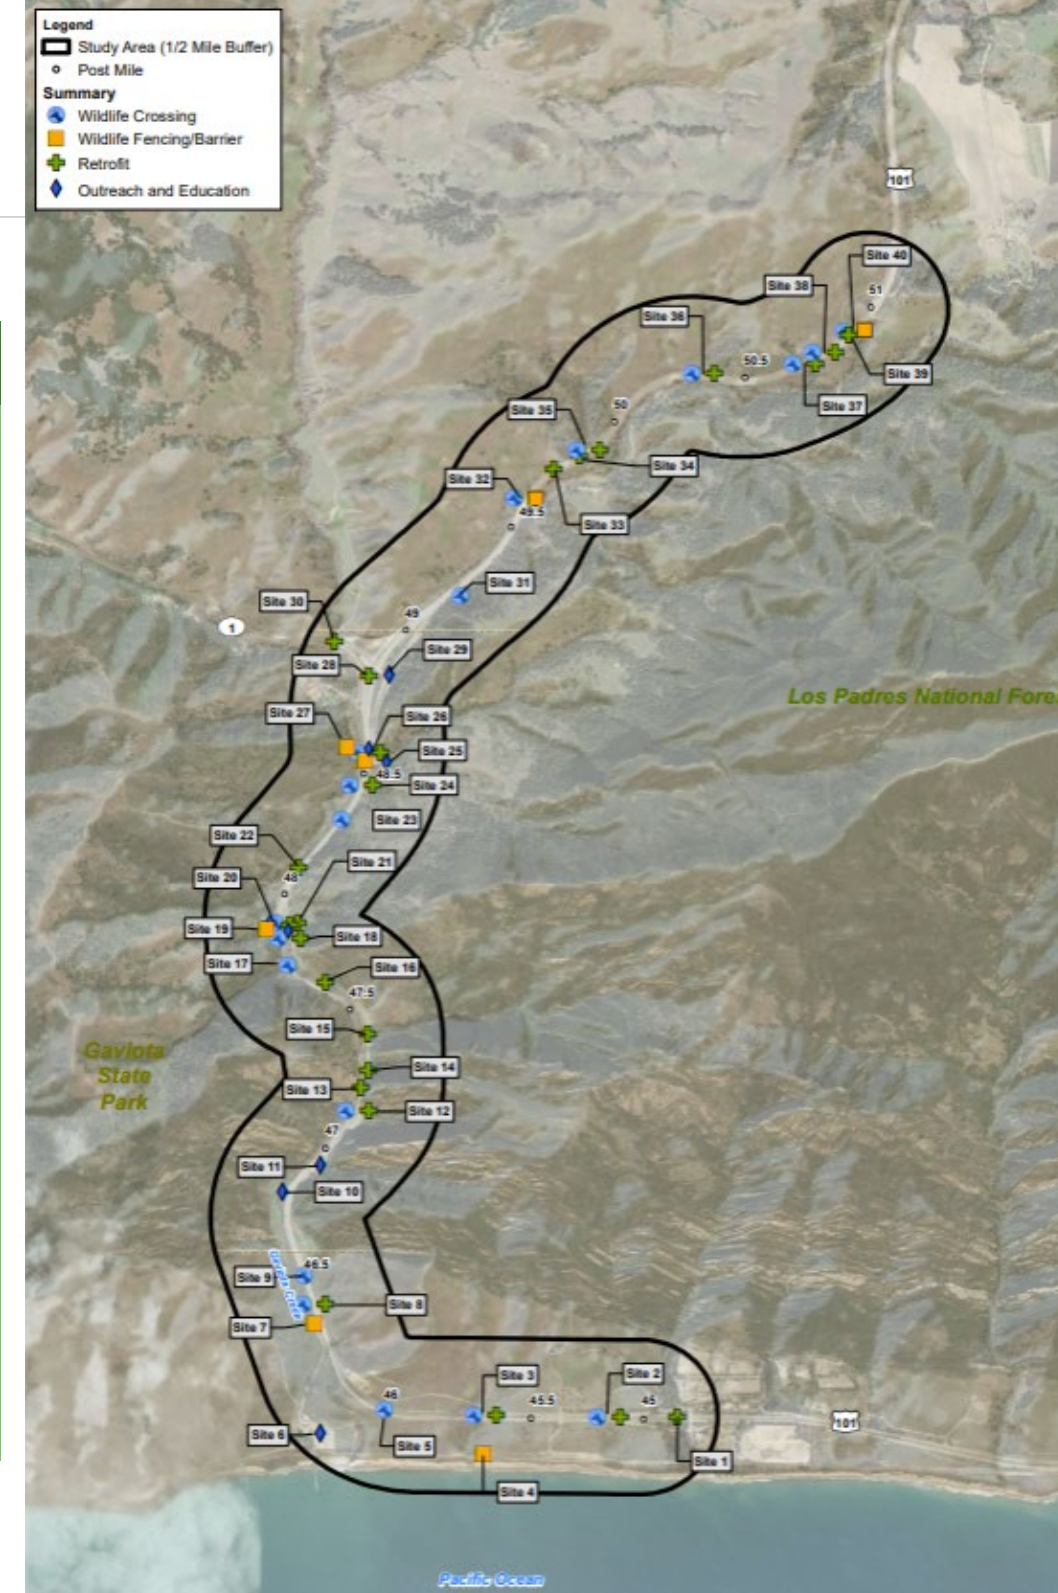 Legend
Study Area (1/2 Mile Buffer)
Post Mile
Summary
Wildlife Crossing
Wildlife Fencing/Barrier
Retrofit
Outreach and Education
101
Site 40
Site 38
51
Site 36
50.5
Site 39
Site 37
50
Site 35
Site 34
Site 32
49.5
Site 33
Site 31
Site 30
49
1
Site 29
Site 28
Los Padres National Fore
Site 27
Site 26
Site 25
48.5
Site 24
Site 23
Site 22
Site 21
48
Site 20
Site 19
Site 18
Site 17
Site 16
47.5
Site 15
Gaviota
State
Park
Site 14
Site 13
Site 12
47
Site 11
Site 10
46.5
Site 9
Gaviota Creek
Site 8
Site 7
Site 3
Site 2
46
45.5
45
101
Site 6
Site 5
Site 1
Site 4
Pacific Ocean